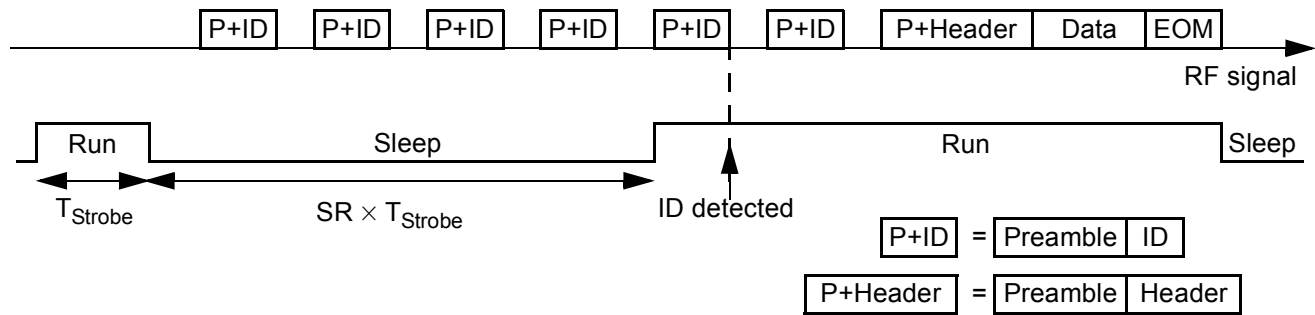 P+ID P+ID P+ID P+ID P+ID P+ID P+Header Data EOM
RF signal
Run Sleep Run Sleep
TStrobe SR × TStrobe ID detected
P+ID = Preamble ID
P+Header = Preamble Header